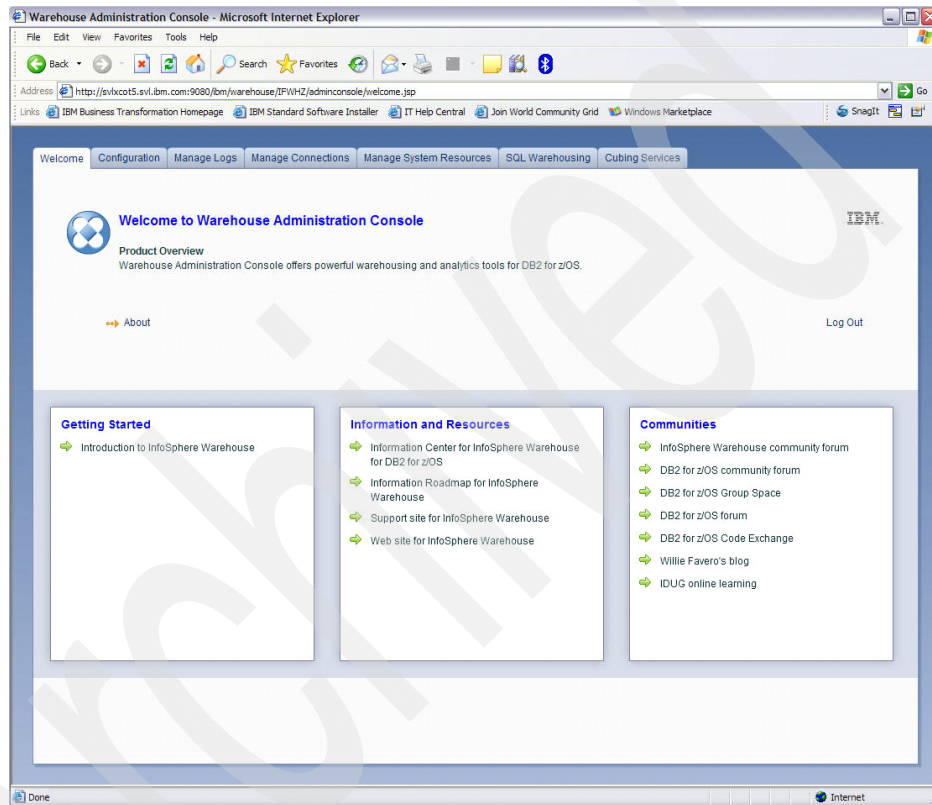 Warehouse Administration Console - Microsoft Internet Explorer
File Edit View Favorites Tools Help
Back Search Favorites
Address http://svlxcot5.svl.ibm.com:9080/ibm/warehouse/IFWHZ/adminconsole/welcome.jsp Go
Links IBM Business Transformation Homepage IBM Standard Software Installer IT Help Central Join World Community Grid Windows Marketplace SnagIt
Welcome Configuration Manage Logs Manage Connections Manage System Resources SQL Warehousing Cubing Services
Welcome to Warehouse Administration Console
IBM.
Product Overview
Warehouse Administration Console offers powerful warehousing and analytics tools for DB2 for z/OS.
About
Log Out
Getting Started
Introduction to InfoSphere Warehouse
Information and Resources
Information Center for InfoSphere Warehouse
for DB2 for z/OS
Information Roadmap for InfoSphere
Warehouse
Support site for InfoSphere Warehouse
Web site for InfoSphere Warehouse
Communities
InfoSphere Warehouse community forum
DB2 for z/OS community forum
DB2 for z/OS Group Space
DB2 for z/OS forum
DB2 for z/OS Code Exchange
Willie Favero's blog
IDUG online learning
Done Internet
rchived